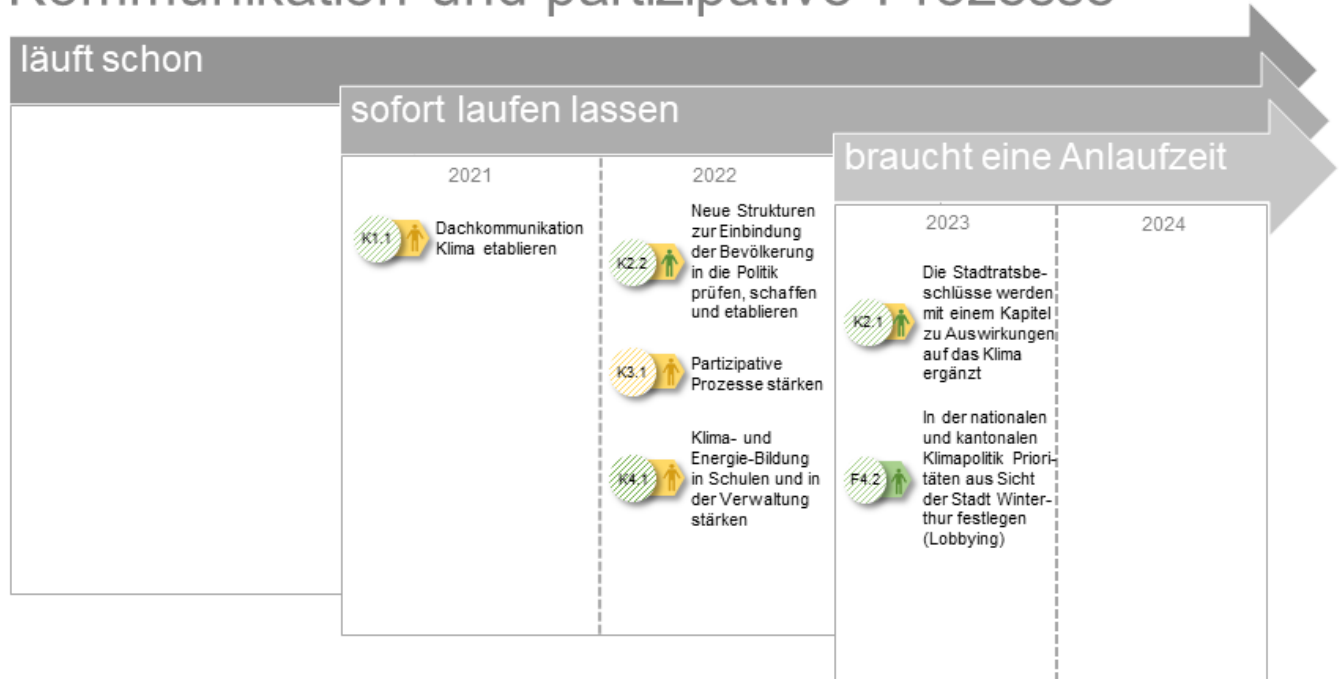 Kommunikation und partizipative Prozesse
läuft schon
sofort laufen lassen
braucht eine Anlaufzeit
2021
K1.1
Dachkommunikation
Klima etablieren
2022
K2.2
Neue Strukturen
zur Einbindung
der Bevölkerung
in die Politik
prüfen, schaffen
und etablieren
K3.1
Partizipative
Prozesse stärken
K4.1
Klima- und
Energie-Bildung
in Schulen und in
der Verwaltung
stärken
2023
K2.1
Die Stadtratsbe-
schlüsse werden
mit einem Kapitel
zu Auswirkungen
auf das Klima
ergänzt
F4.2
In der nationalen
und kantonalen
Klimapolitik Priori-
täten aus Sicht
der Stadt Winter-
thur festlegen
(Lobbying)
2024